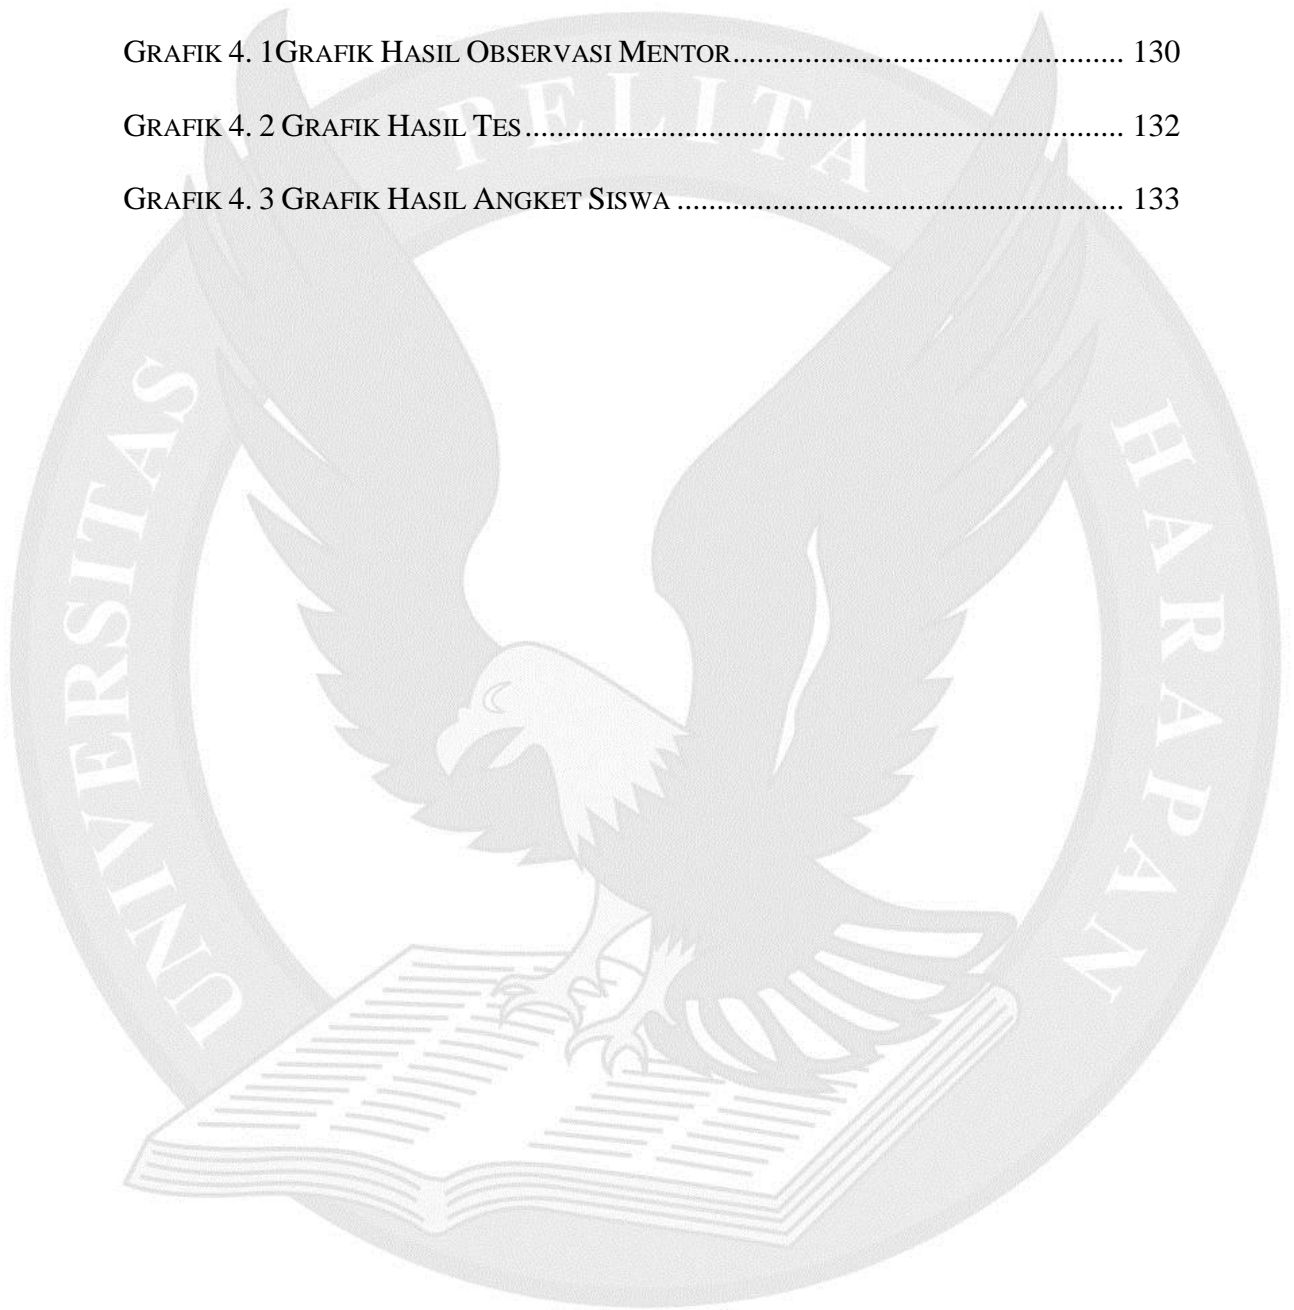 GRAFIK 4. 1GRAFIK HASIL OBSERVASI MENTOR................................................ 130
GRAFIK 4. 2 GRAFIK HASIL TES.......................................................................... 132
GRAFIK 4. 3 GRAFIK HASIL ANGKET SISWA ....................................................... 133
UNIVERSITAS PELITA HARAPAN